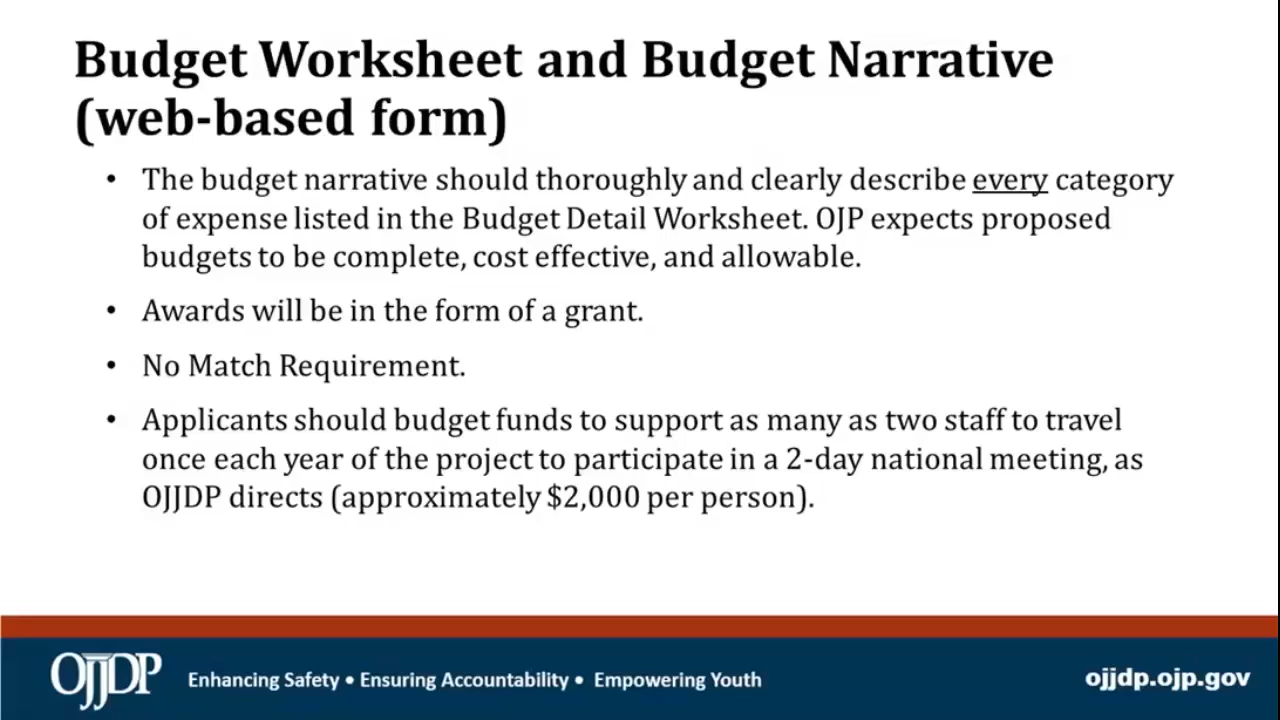 Budget Worksheet and Budget Narrative
(web-based form)
• The budget narrative should thoroughly and clearly describe every category
of expense listed in the Budget Detail Worksheet. OJP expects proposed
budgets to be complete, cost effective, and allowable.
• Awards will be in the form of a grant.
• No Match Requirement.
• Applicants should budget funds to support as many as two staff to travel
once each year of the project to participate in a 2-day national meeting, as
OJJDP directs (approximately $2,000 per person).
OJJDP Enhancing Safety • Ensuring Accountability • Empowering Youth ojjdp.ojp.gov